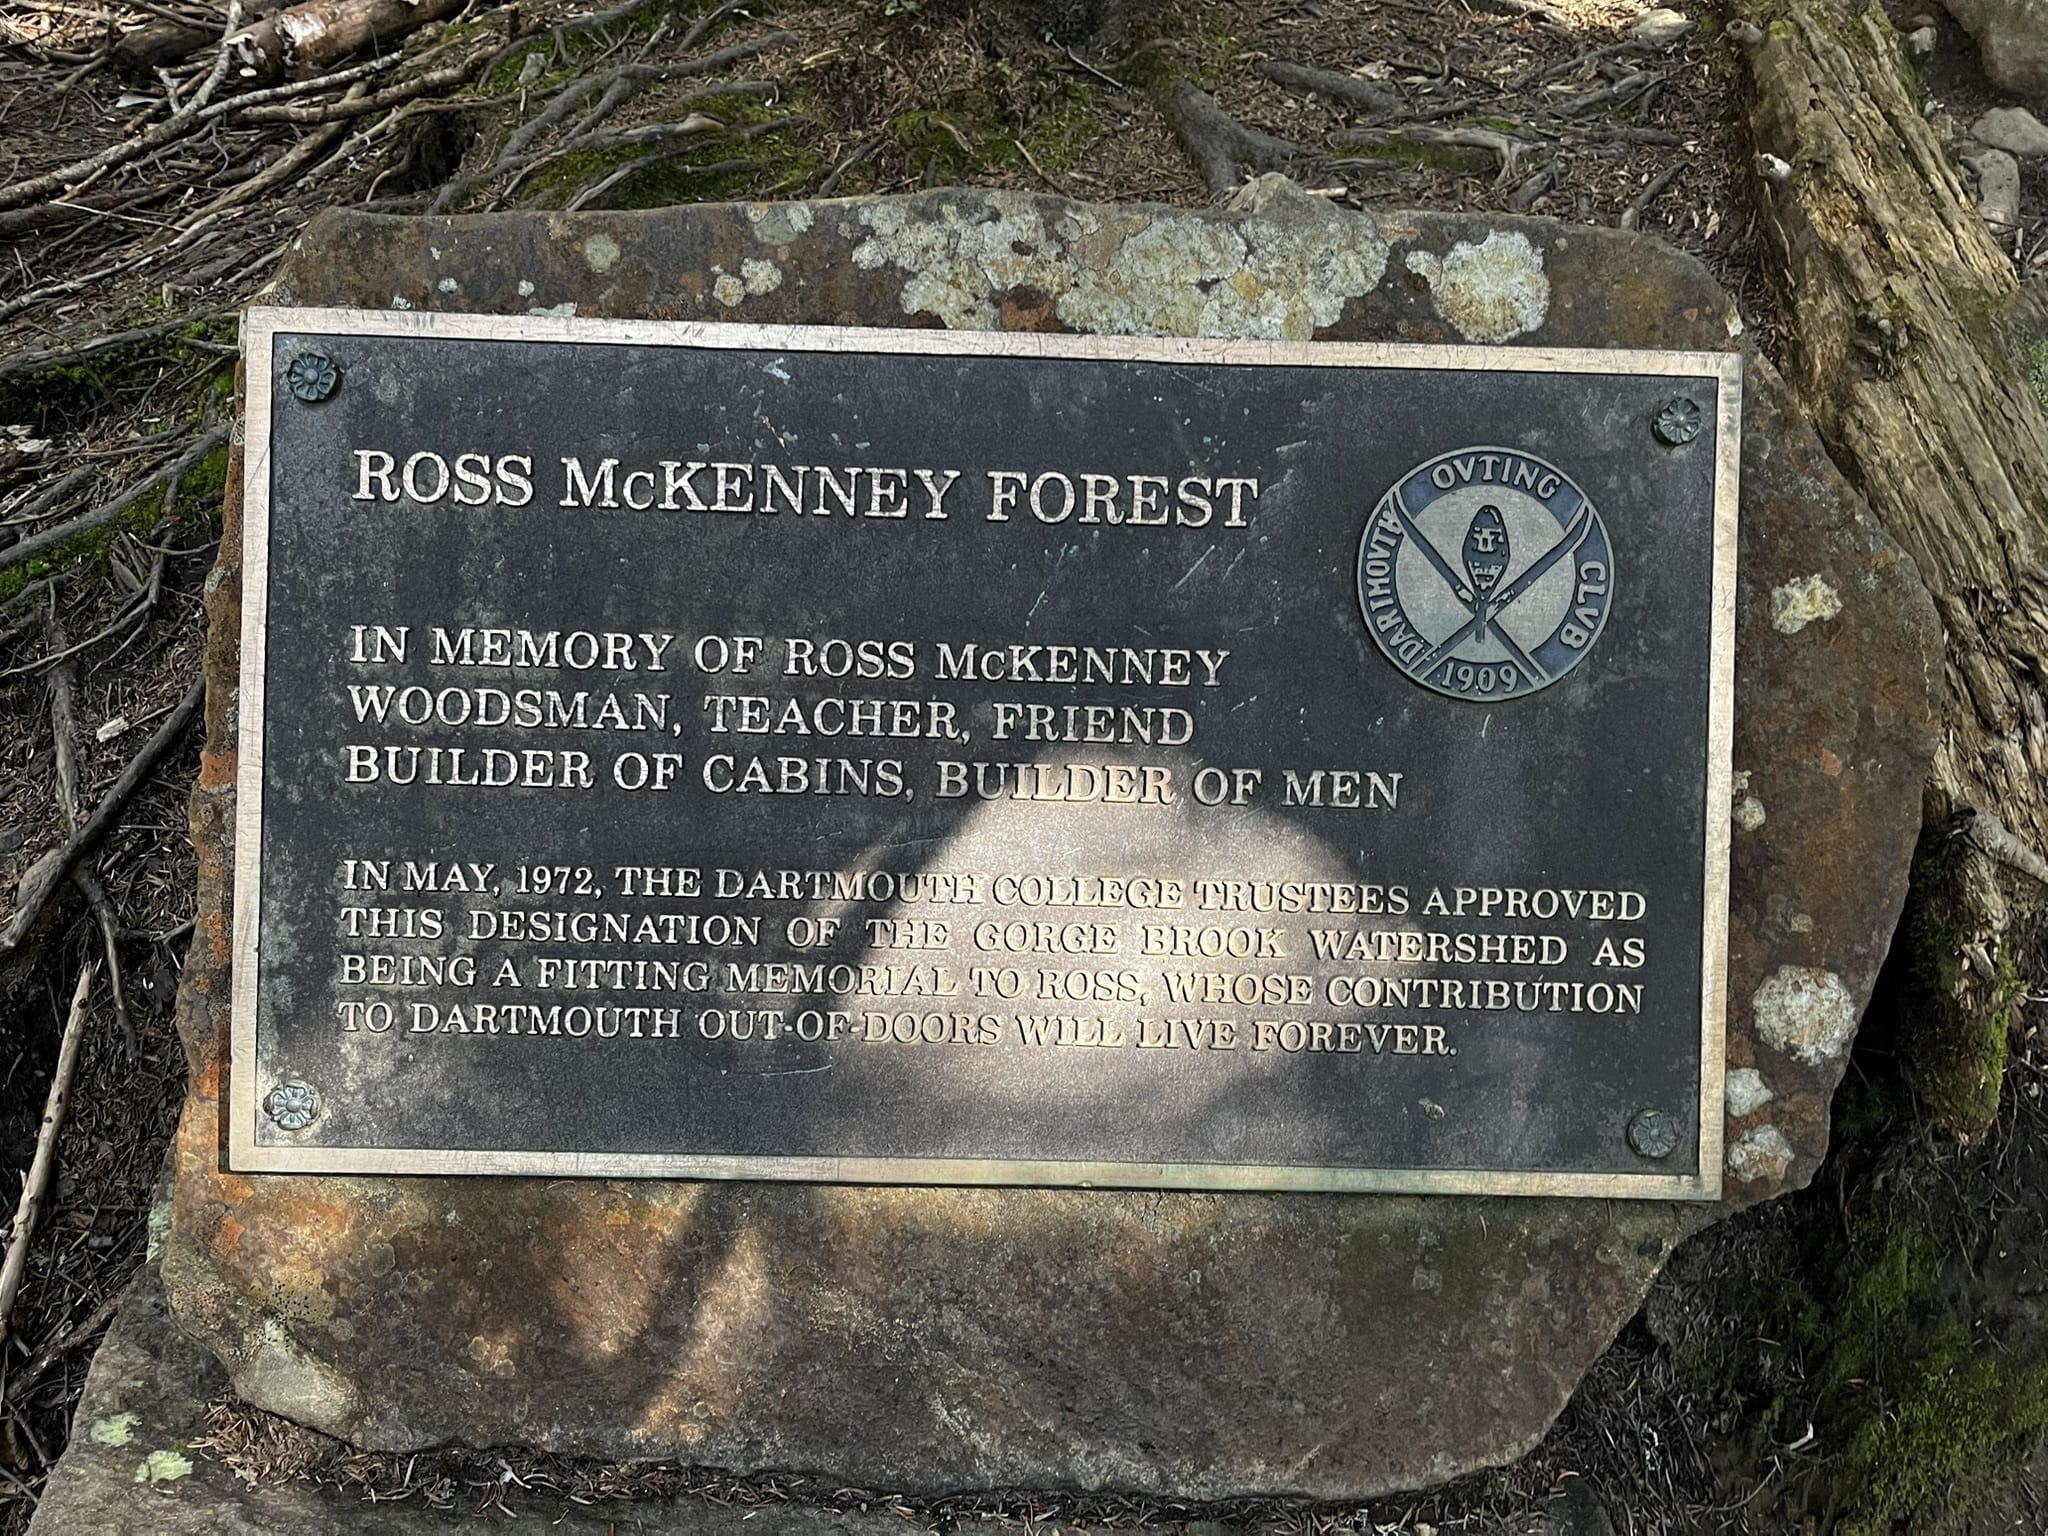 ROSS McKENNEY FOREST
DARTMOVTH OVTING CLVB
1909
IN MEMORY OF ROSS McKENNEY
WOODSMAN, TEACHER, FRIEND
BUILDER OF CABINS, BUILDER OF MEN
IN MAY, 1972, THE DARTMOUTH COLLEGE TRUSTEES APPROVED
THIS DESIGNATION OF THE GORGE BROOK WATERSHED AS
BEING A FITTING MEMORIAL TO ROSS, WHOSE CONTRIBUTION
TO DARTMOUTH OUT-OF-DOORS WILL LIVE FOREVER.